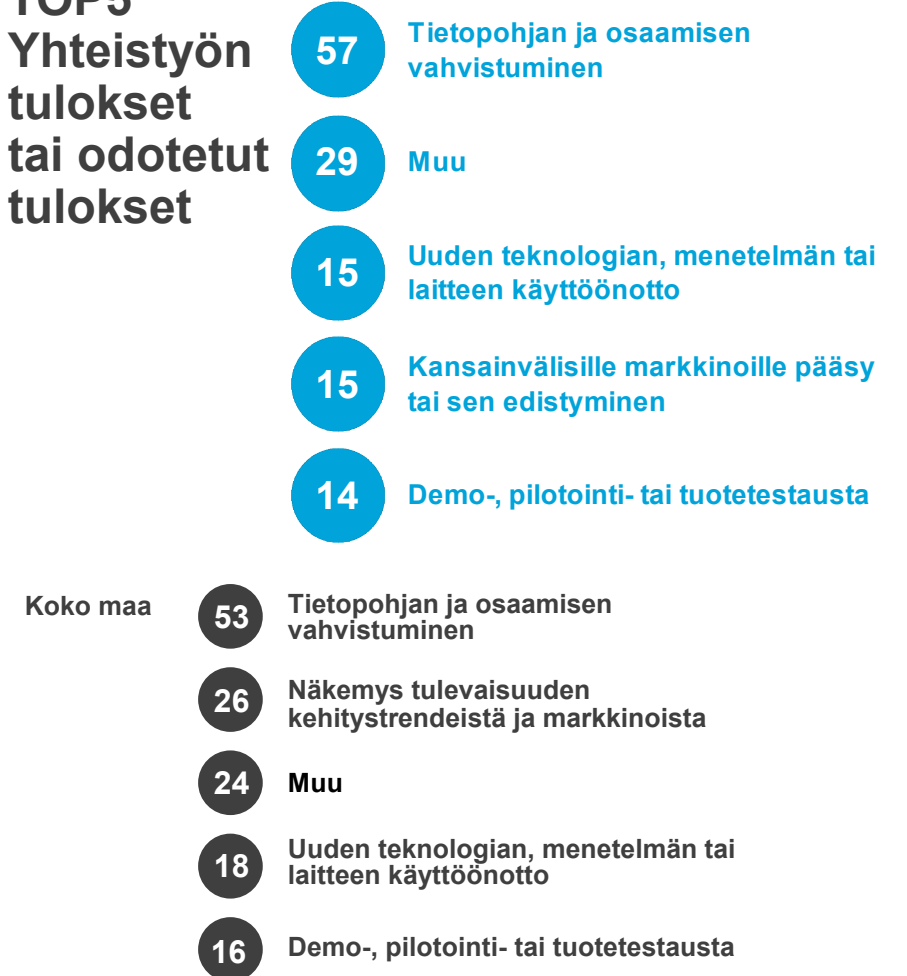 TOP5
Yhteistyön
tulokset
tai odotetut
tulokset
57
Tietopohjan ja osaamisen
vahvistuminen
29
Muu
15
Uuden teknologian, menetelmän tai
laitteen käyttöönotto
15
Kansainvälisille markkinoille pääsy
tai sen edistyminen
14
Demo-, pilotointi- tai tuotetestausta
Koko maa
53
Tietopohjan ja osaamisen
vahvistuminen
26
Näkemys tulevaisuuden
kehitystrendeistä ja markkinoista
24
Muu
18
Uuden teknologian, menetelmän tai
laitteen käyttöönotto
16
Demo-, pilotointi- tai tuotetestausta